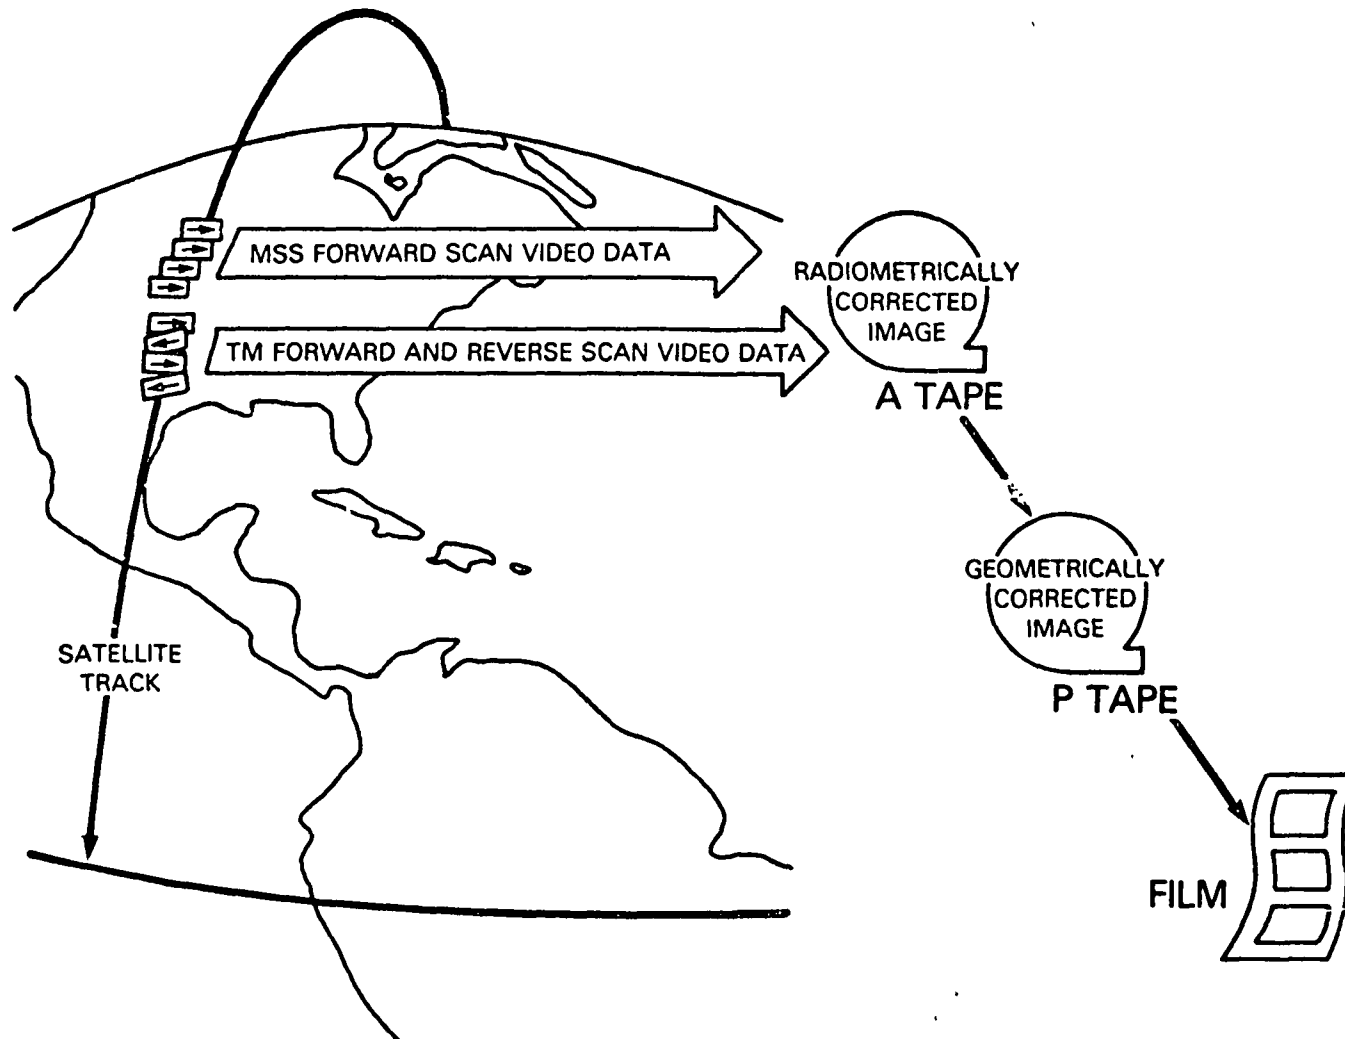 MSS FORWARD SCAN VIDEO DATA
RADIOMETRICALLY
CORRECTED
IMAGE
TM FORWARD AND REVERSE SCAN VIDEO DATA
A TAPE
GEOMETRICALLY
CORRECTED
IMAGE
P TAPE
SATELLITE
TRACK
FILM